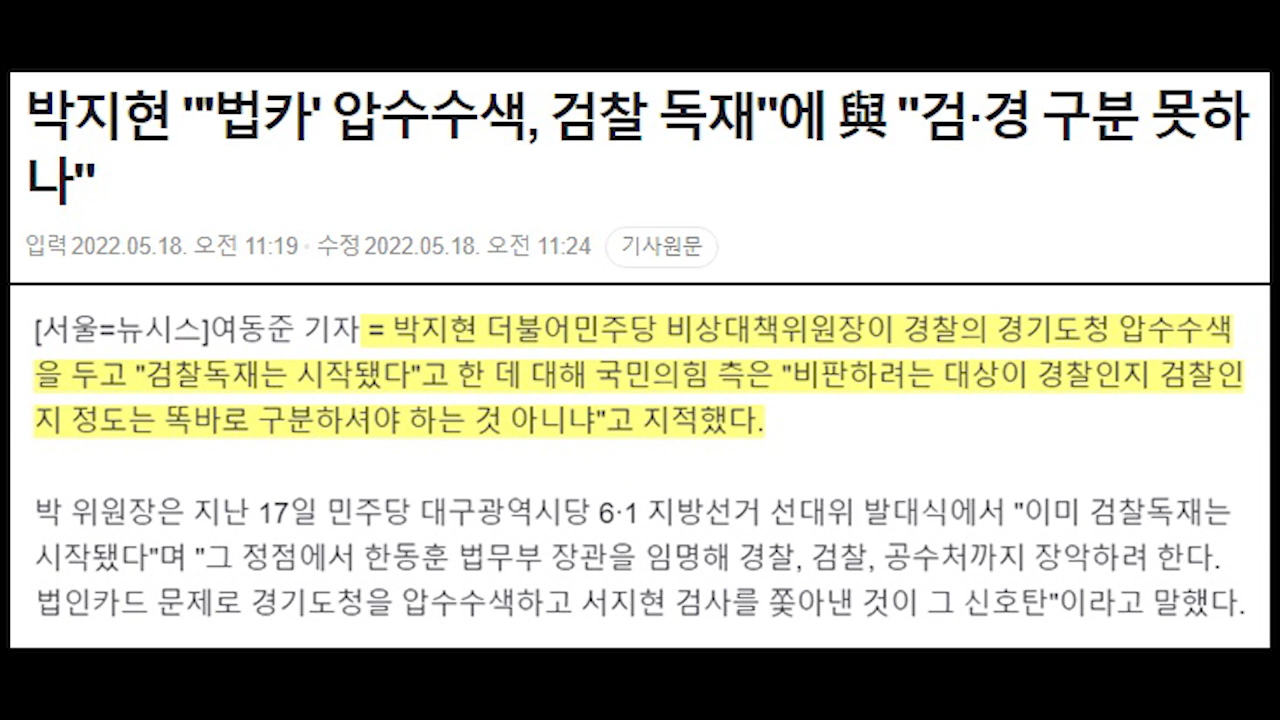 박지현 "'법카' 압수수색, 검찰 독재"에 與 "검·경 구분 못하
나"
입력 2022.05.18. 오전 11:19 · 수정 2022.05.18. 오전 11:24 기사원문
[서울=뉴시스]여동준 기자 = 박지현 더불어민주당 비상대책위원장이 경찰의 경기도청 압수수색
을 두고 "검찰독재는 시작됐다"고 한 데 대해 국민의힘 측은 "비판하려는 대상이 경찰인지 검찰인
지 정도는 똑바로 구분하셔야 하는 것 아니냐"고 지적했다.
박 위원장은 지난 17일 민주당 대구광역시당 6·1 지방선거 선대위 발대식에서 "이미 검찰독재는
시작됐다"며 "그 정점에서 한동훈 법무부 장관을 임명해 경찰, 검찰, 공수처까지 장악하려 한다.
법인카드 문제로 경기도청을 압수수색하고 서지현 검사를 쫓아낸 것이 그 신호탄"이라고 말했다.